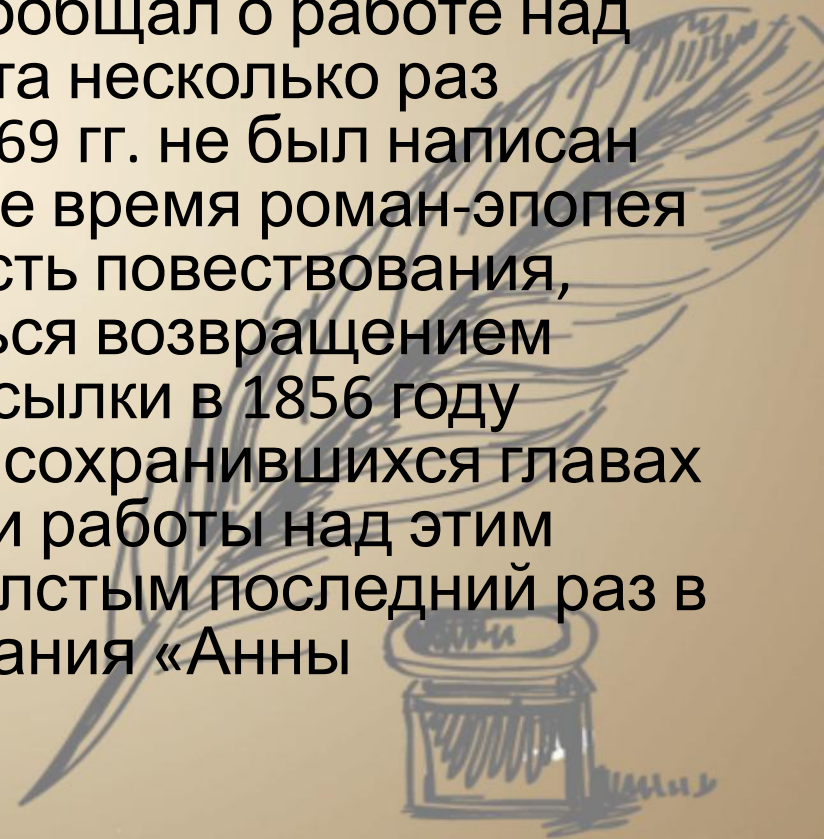 ообщал о работе над
та несколько раз
69 гг. не был написан
е время роман-эпопея
сть повествования,
ься возвращением
сылки в 1856 году
сохранившихся главах
и работы над этим
лстым последний раз в
ания «Анны